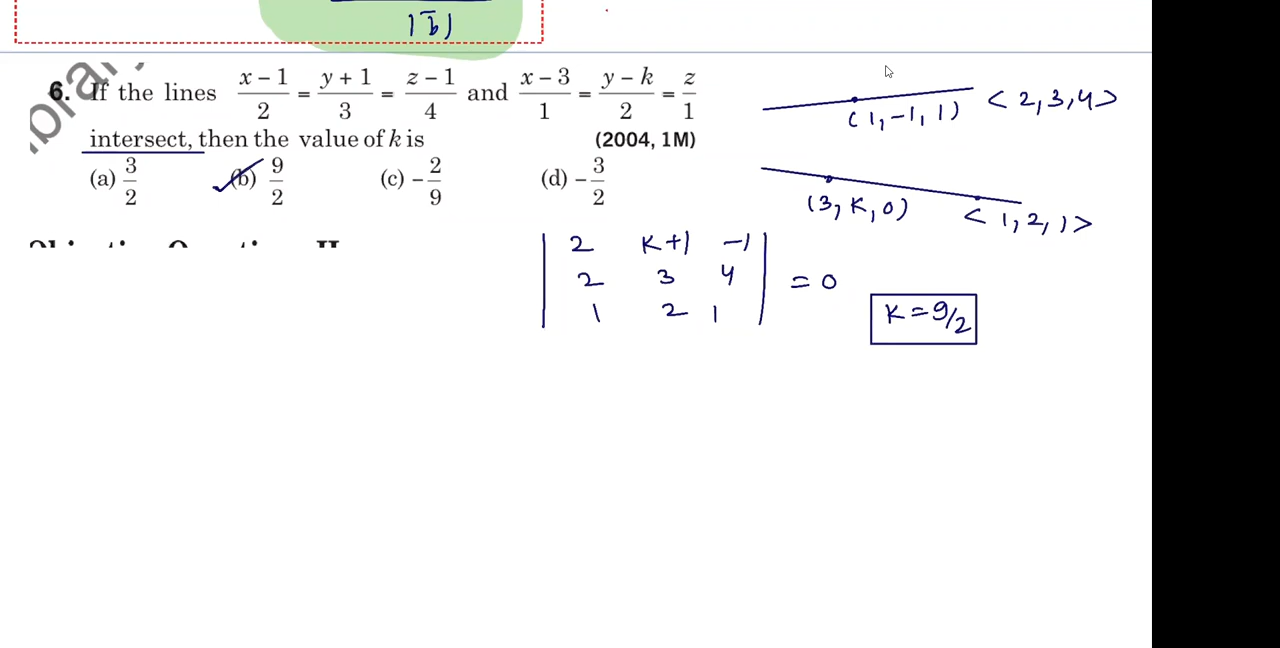 |b̄|
6. If the lines (x − 1)/2 = (y + 1)/3 = (z − 1)/4 and (x − 3)/1 = (y − k)/2 = z/1
intersect, then the value of k is (2004, 1M)
(a) 3/2 (b) 9/2 (c) −2/9 (d) −3/2
(1, -1, 1) < 2, 3, 4 >
(3, K, 0) < 1, 2, 1 >
| 2 K+1 -1 |
| 2 3 4 | = 0
| 1 2 1 |
K = 9/2